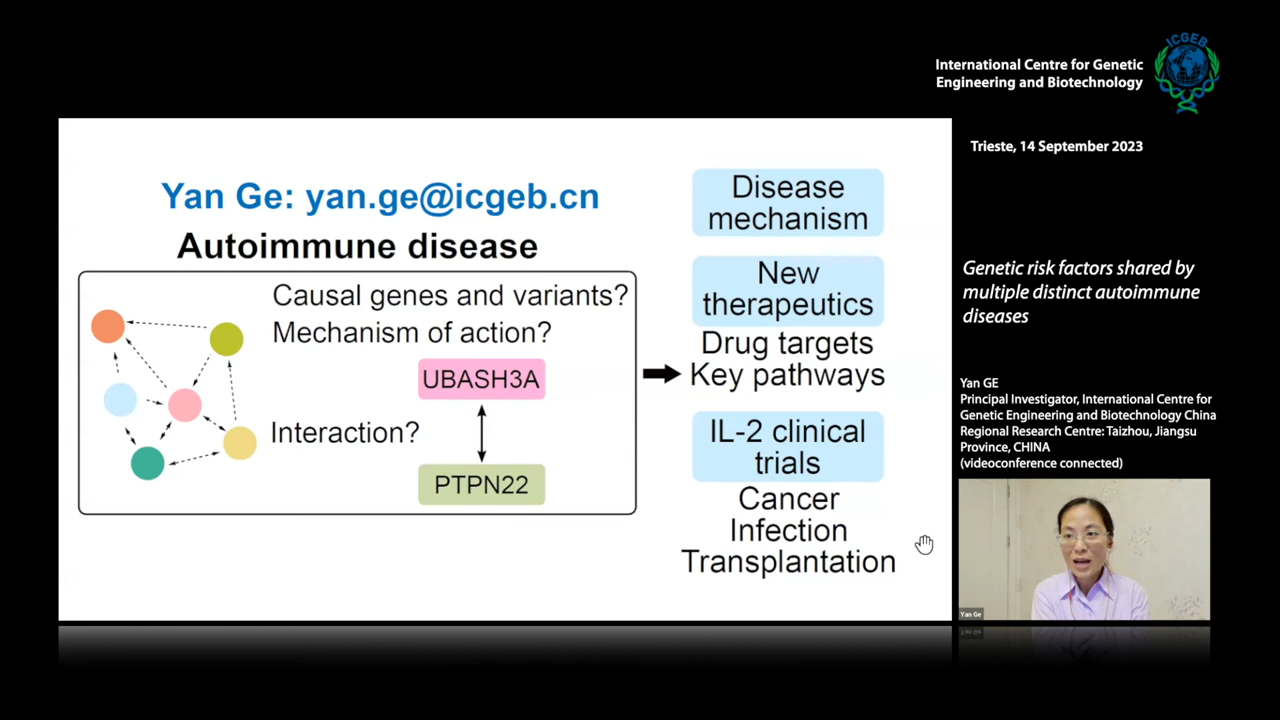 ICGEB
International Centre for Genetic
Engineering and Biotechnology
Trieste, 14 September 2023
Yan Ge: yan.ge@icgeb.cn
Autoimmune disease
Causal genes and variants?
Mechanism of action?
UBASH3A
Interaction?
PTPN22
Disease
mechanism
New
therapeutics
Drug targets
Key pathways
IL-2 clinical
trials
Cancer
Infection
Transplantation
Genetic risk factors shared by
multiple distinct autoimmune
diseases
Yan GE
Principal Investigator, International Centre for
Genetic Engineering and Biotechnology China
Regional Research Centre: Taizhou, Jiangsu
Province, CHINA
(videoconference connected)
Yan Ge